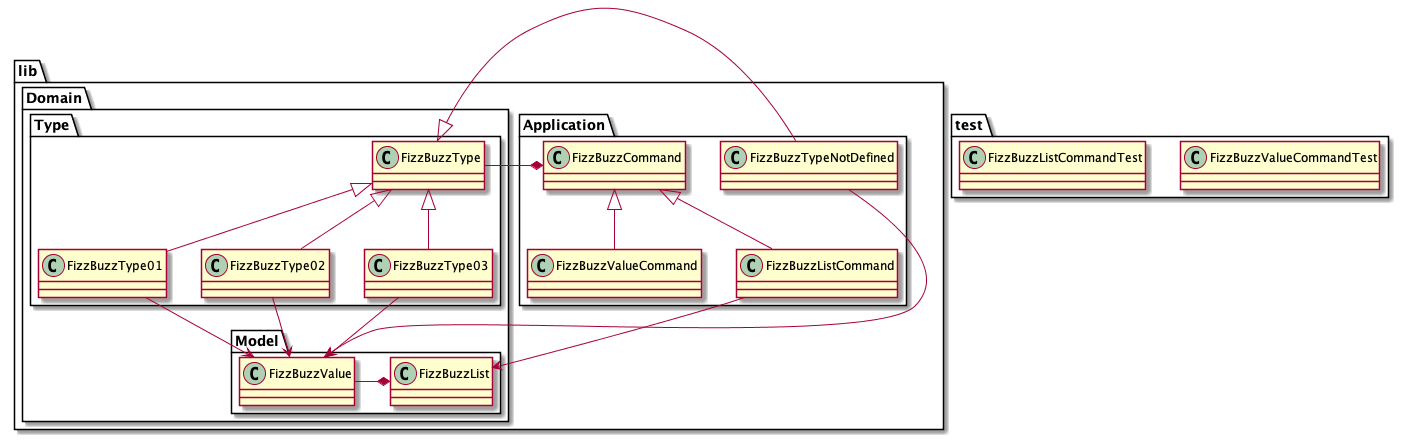 lib
Domain
Type
Application
test
C FizzBuzzType
C FizzBuzzCommand
C FizzBuzzTypeNotDefined
C FizzBuzzListCommandTest
C FizzBuzzValueCommandTest
C FizzBuzzType01
C FizzBuzzType02
C FizzBuzzType03
C FizzBuzzValueCommand
C FizzBuzzListCommand
Model
C FizzBuzzValue
C FizzBuzzList